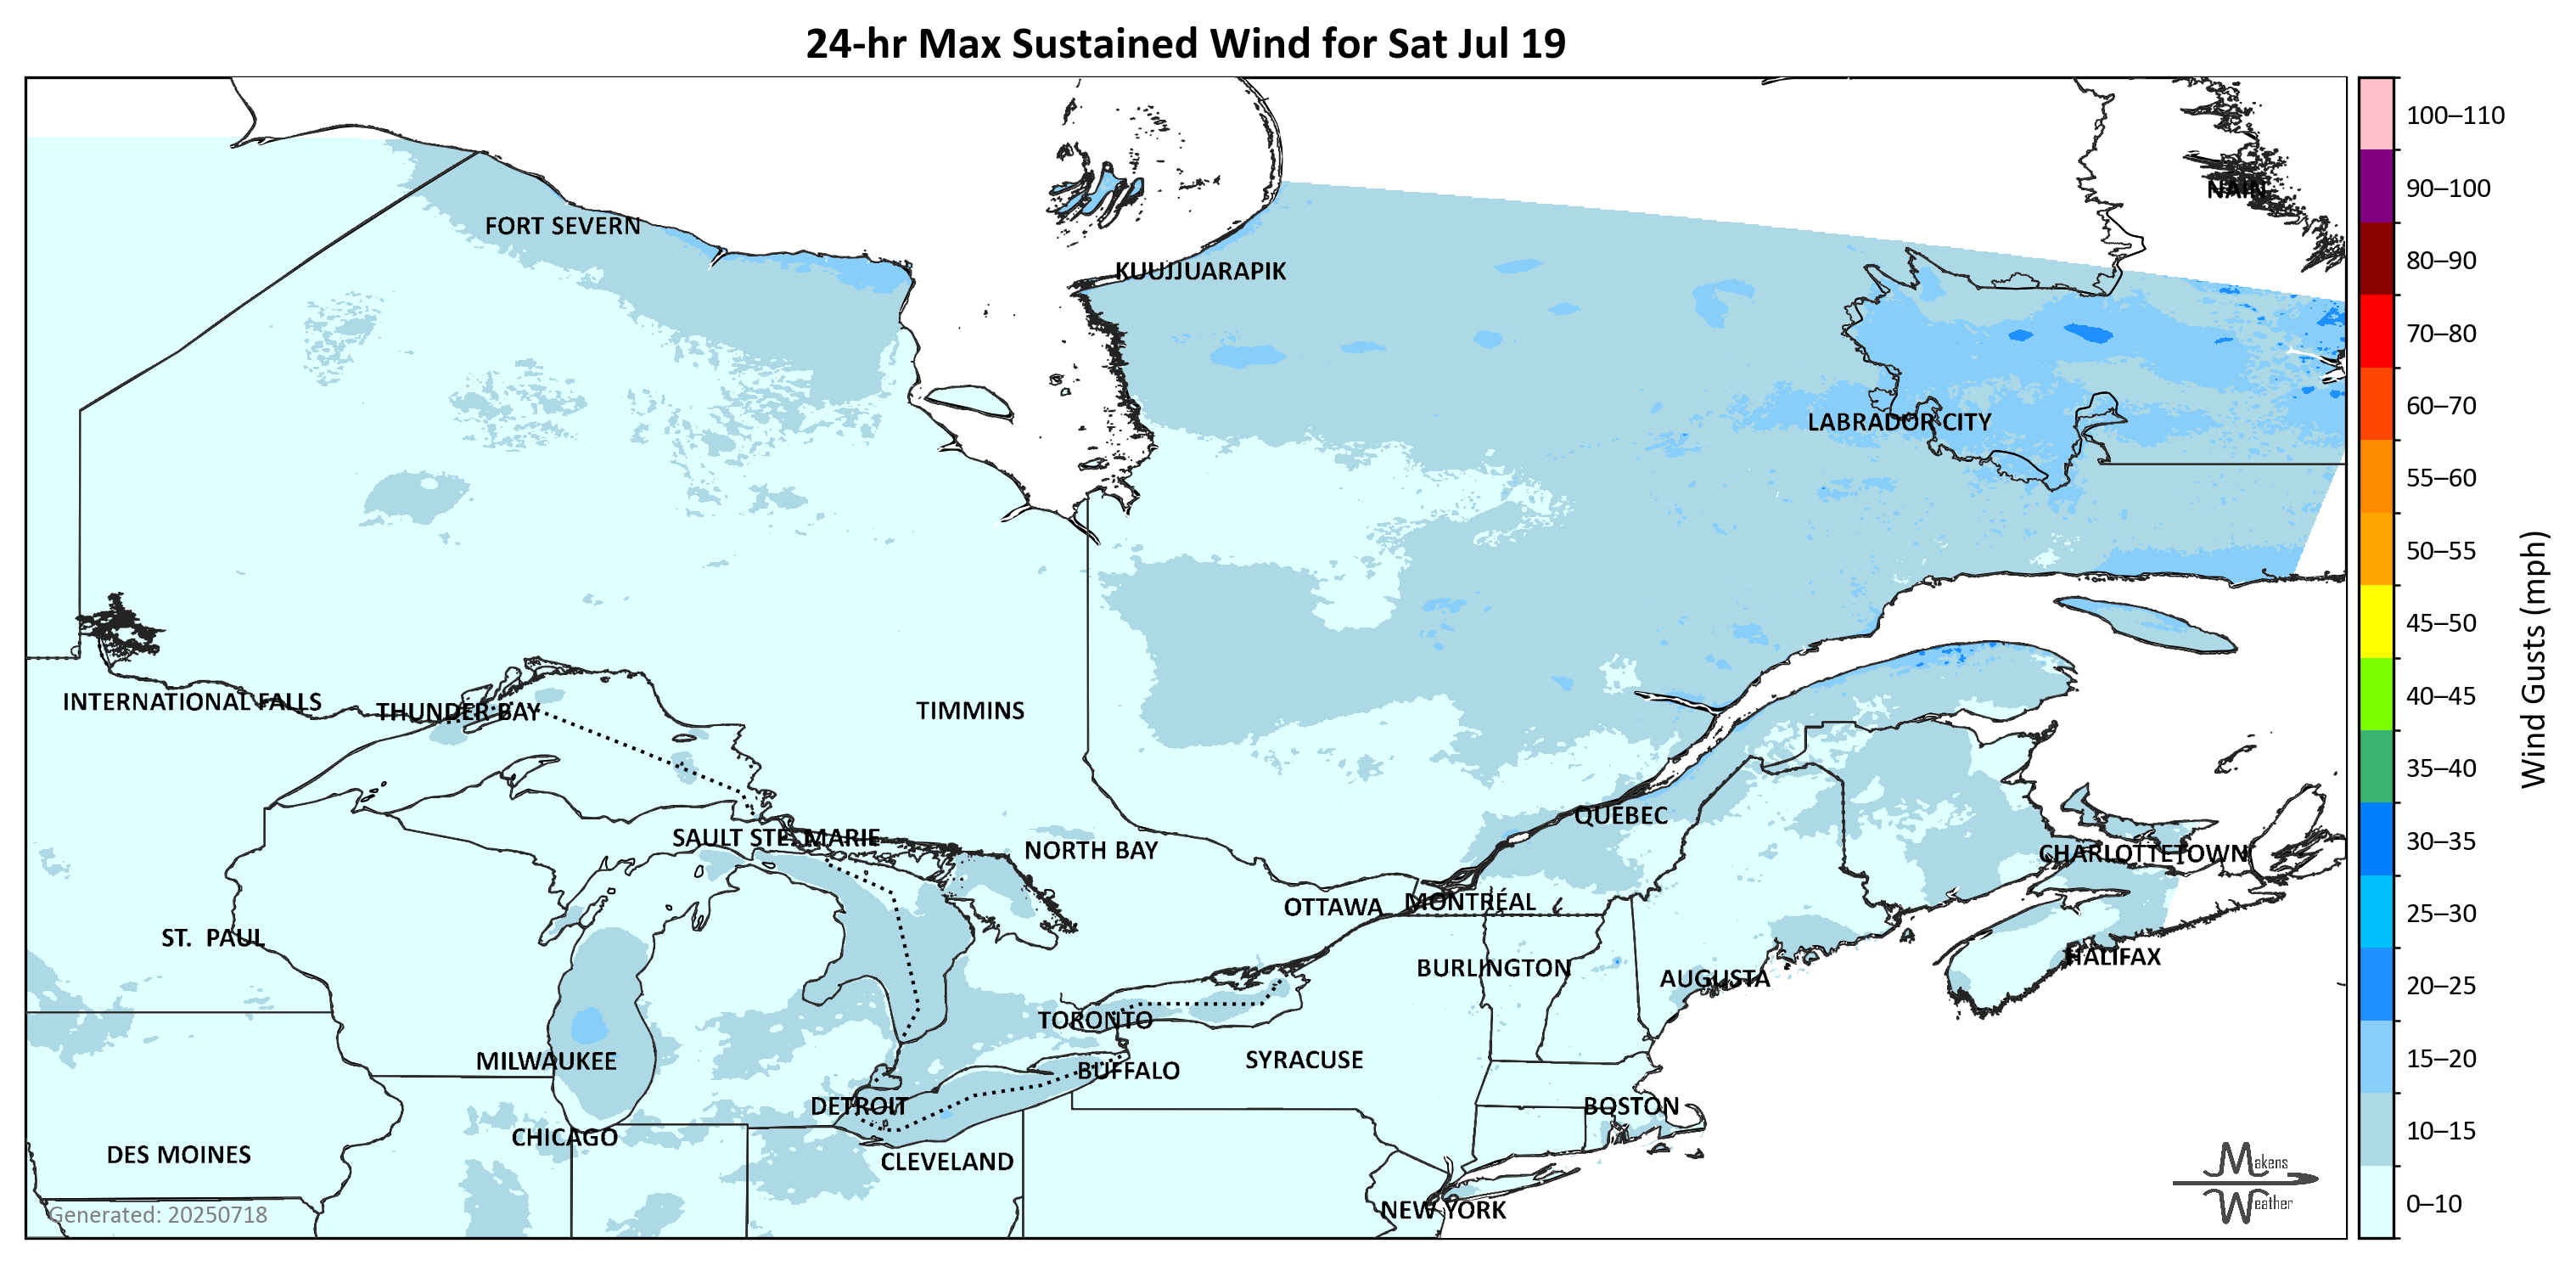 24-hr Max Sustained Wind for Sat Jul 19
100–110
90–100
NAIN
FORT SEVERN
80–90
KUUJJUARAPIK
70–80
60–70
LABRADOR CITY
55–60
50–55
45–50
Wind Gusts (mph)
INTERNATIONAL FALLS
THUNDER BAY
TIMMINS
40–45
35–40
QUEBEC
SAULT STE. MARIE
NORTH BAY
CHARLOTTETOWN
30–35
OTTAWA
MONTRÉAL
25–30
ST. PAUL
HALIFAX
BURLINGTON
AUGUSTA
20–25
TORONTO
MILWAUKEE
SYRACUSE
BUFFALO
15–20
DETROIT
BOSTON
CHICAGO
10–15
DES MOINES
CLEVELAND
Makens
Weather
NEW YORK
0–10
Generated: 20250718